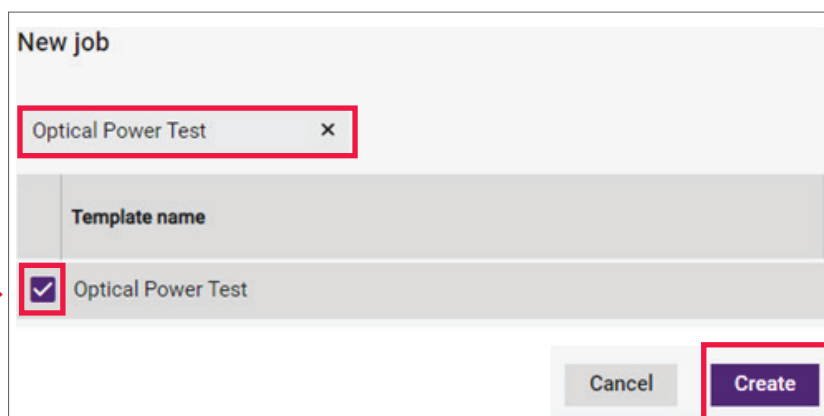 New job
Optical Power Test ×
Template name
Optical Power Test
Cancel Create